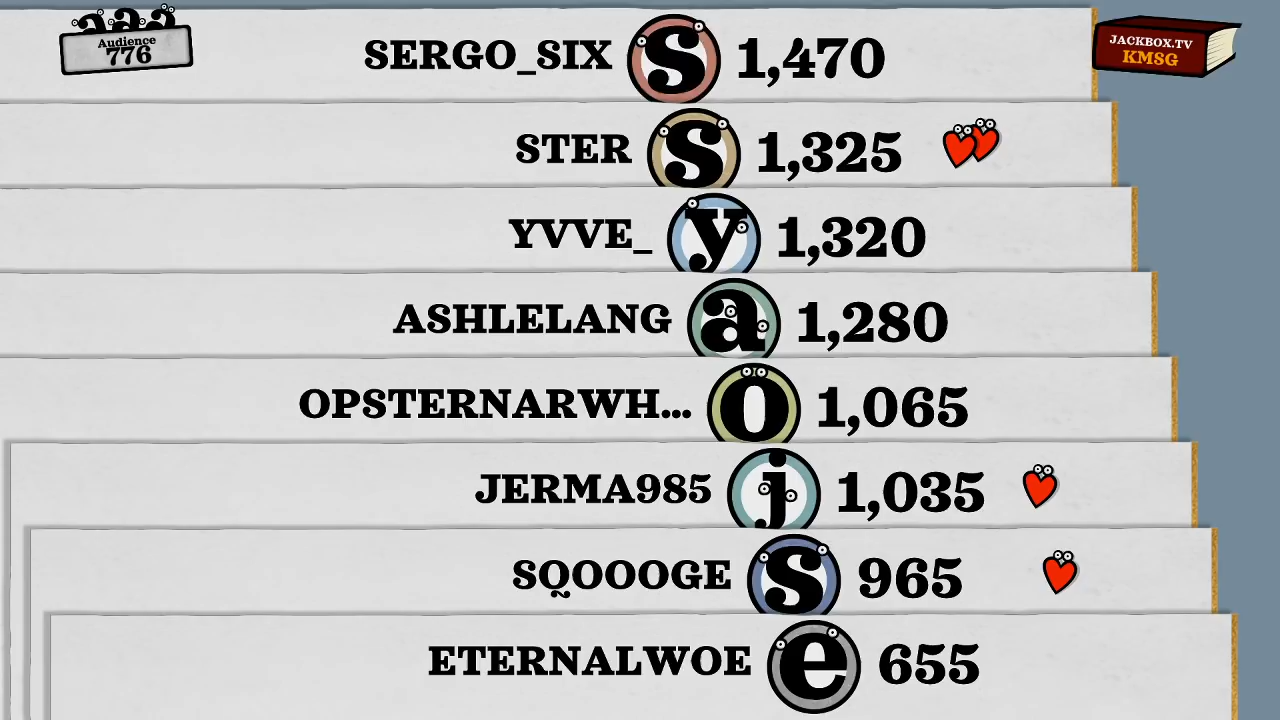 Audience
776
JACKBOX.TV
KMSG
SERGO_SIX S 1,470
STER S 1,325
YVVE_ y 1,320
ASHLELANG a 1,280
OPSTERNARWH... O 1,065
JERMA985 j 1,035
SQOOOGE S 965
ETERNALWOE e 655